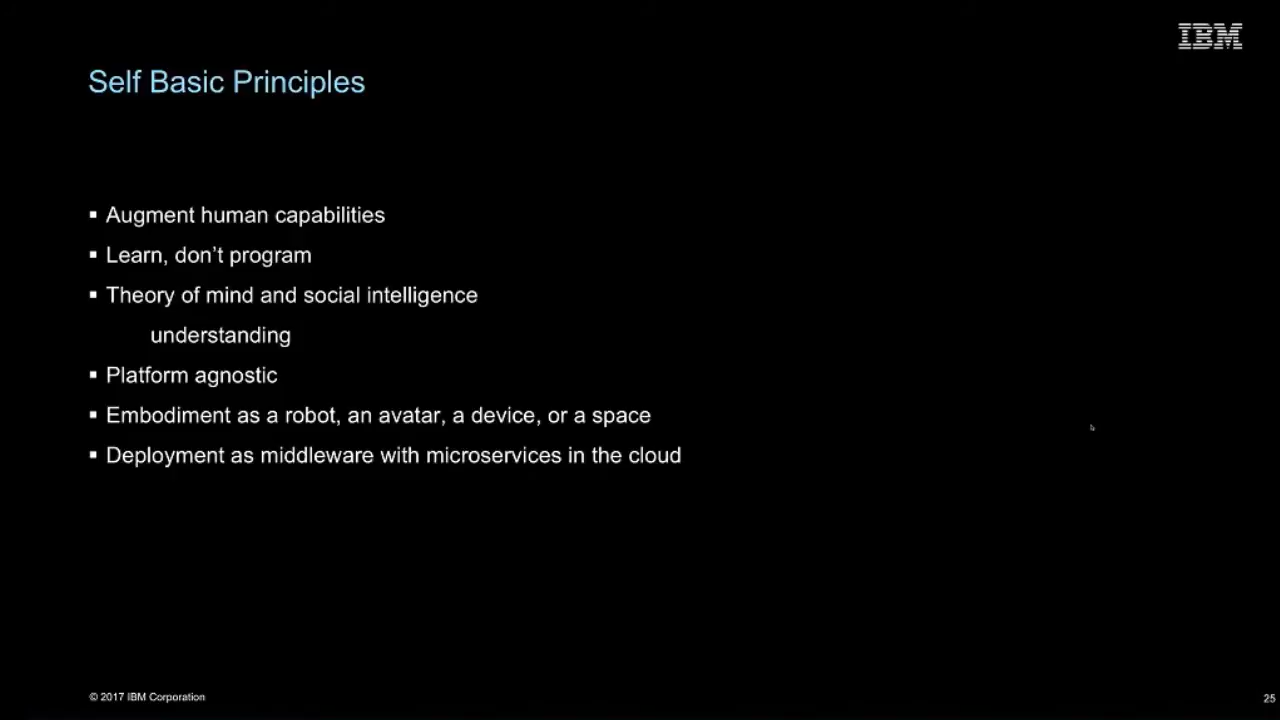 IBM
Self Basic Principles
▪ Augment human capabilities
▪ Learn, don’t program
▪ Theory of mind and social intelligence
understanding
▪ Platform agnostic
▪ Embodiment as a robot, an avatar, a device, or a space
▪ Deployment as middleware with microservices in the cloud
© 2017 IBM Corporation
25